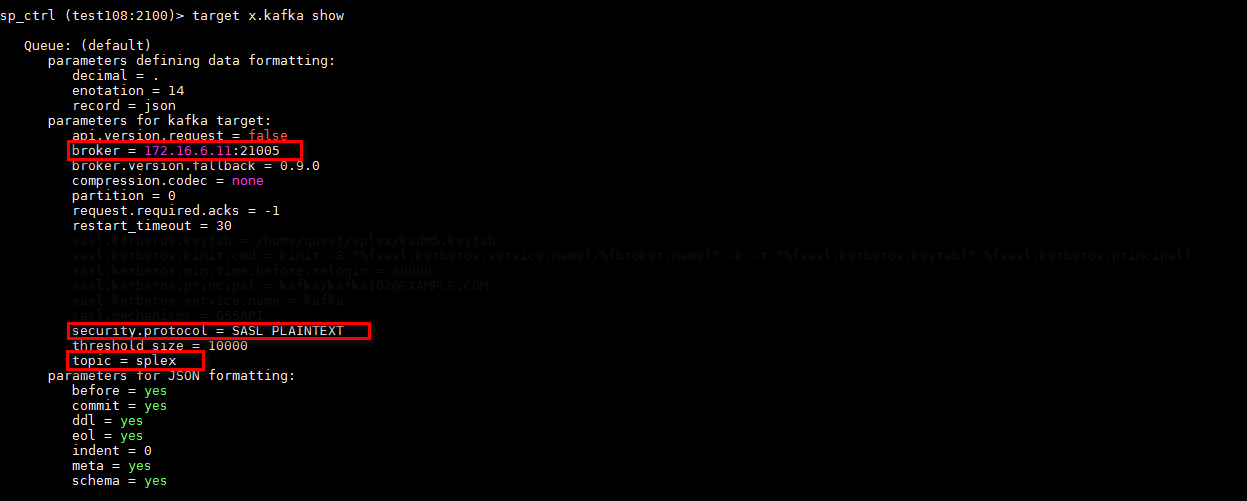 sp_ctrl (test108:2100)> target x.kafka show
Queue: (default)
parameters defining data formatting:
decimal = .
enotation = 14
record = json
parameters for kafka target:
api.version.request = false
broker = 172.16.6.11:21005
broker.version.fallback = 0.9.0
compression.codec = none
partition = 0
request.required.acks = -1
restart_timeout = 30
sasl.kerberos.keytab = /home/quest/splex/kadm5.keytab
sasl.kerberos.kinit.cmd = kinit -S "%{sasl.kerberos.service.name}/%{broker.name}" -k -t "%{sasl.kerberos.keytab}" %{sasl.kerberos.principal}
sasl.kerberos.min.time.before.relogin = 60000
sasl.kerberos.principal = kafka/kafka102@EXAMPLE.COM
sasl.kerberos.service.name = kafka
sasl.mechanisms = GSSAPI
security.protocol = SASL_PLAINTEXT
threshold_size = 10000
topic = splex
parameters for JSON formatting:
before = yes
commit = yes
ddl = yes
eol = yes
indent = 0
meta = yes
schema = yes